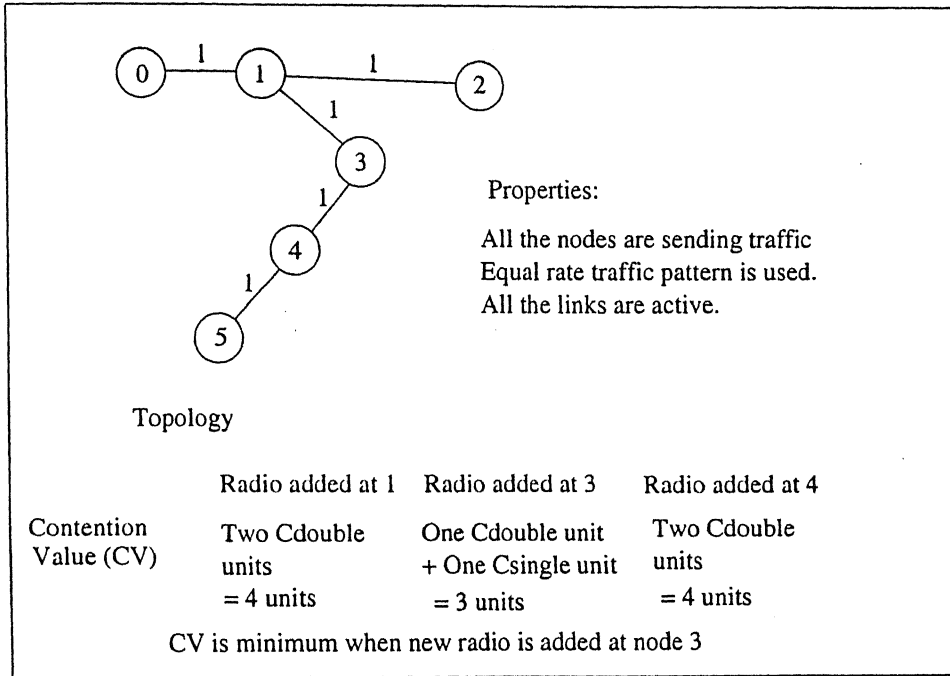 1
1
0
1
2
1
3
1
4
1
5
Properties:
All the nodes are sending traffic
Equal rate traffic pattern is used.
All the links are active.
Topology
Radio added at 1 Radio added at 3 Radio added at 4
Contention Value (CV)
Two Cdouble units = 4 units
One Cdouble unit + One Csingle unit = 3 units
Two Cdouble units = 4 units
CV is minimum when new radio is added at node 3